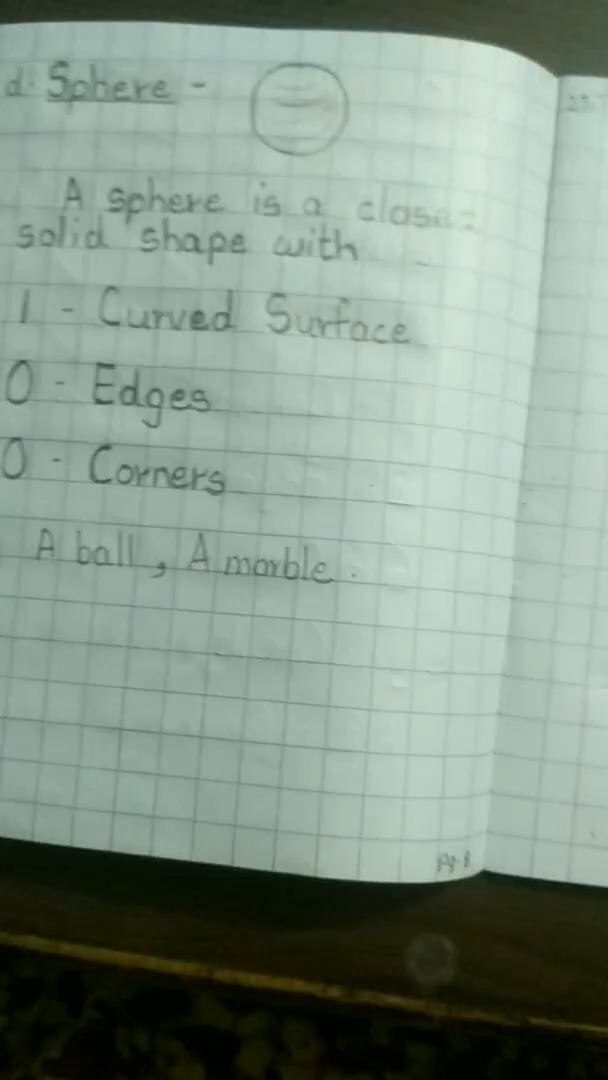 d. Sphere -
A sphere is a close
solid shape with
1 - Curved Surface
0 - Edges
0 - Corners
A ball, A marble.
Pg. 8